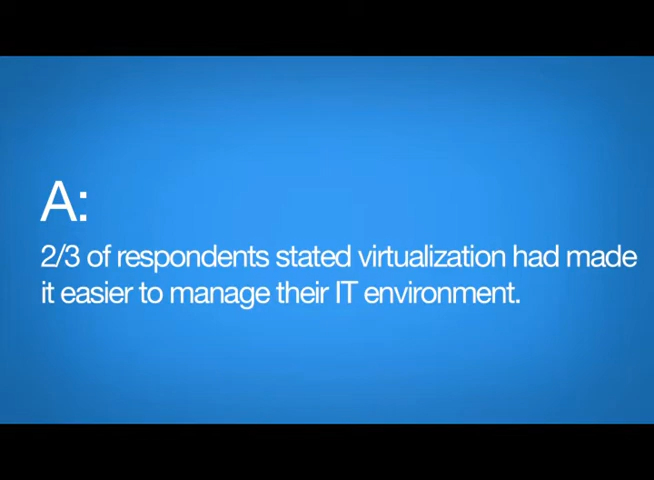 A:
2/3 of respondents stated virtualization had made
it easier to manage their IT environment.